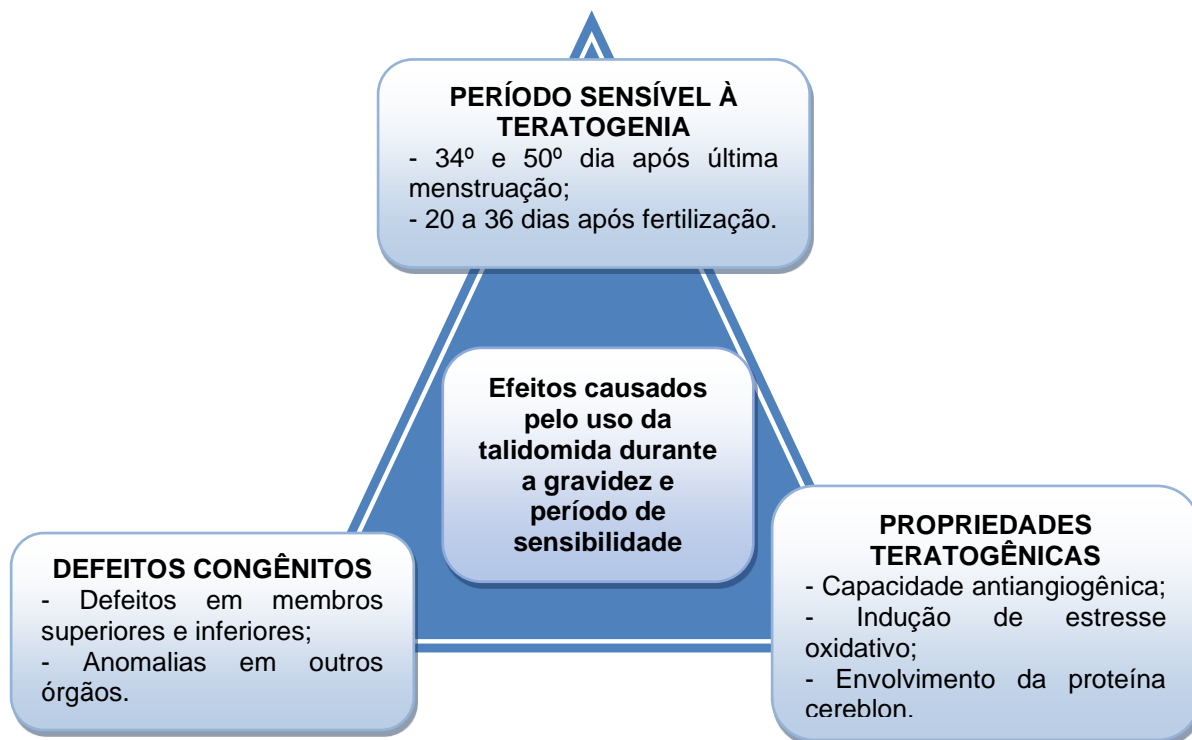 PERÍODO SENSÍVEL À
TERATOGENIA
- 34º e 50º dia após última
menstruação;
- 20 a 36 dias após fertilização.
Efeitos causados
pelo uso da
talidomida durante
a gravidez e
período de
sensibilidade
DEFEITOS CONGÊNITOS
- Defeitos em membros
superiores e inferiores;
- Anomalias em outros
órgãos.
PROPRIEDADES
TERATOGÊNICAS
- Capacidade antiangiogênica;
- Indução de estresse
oxidativo;
- Envolvimento da proteína
cereblon.